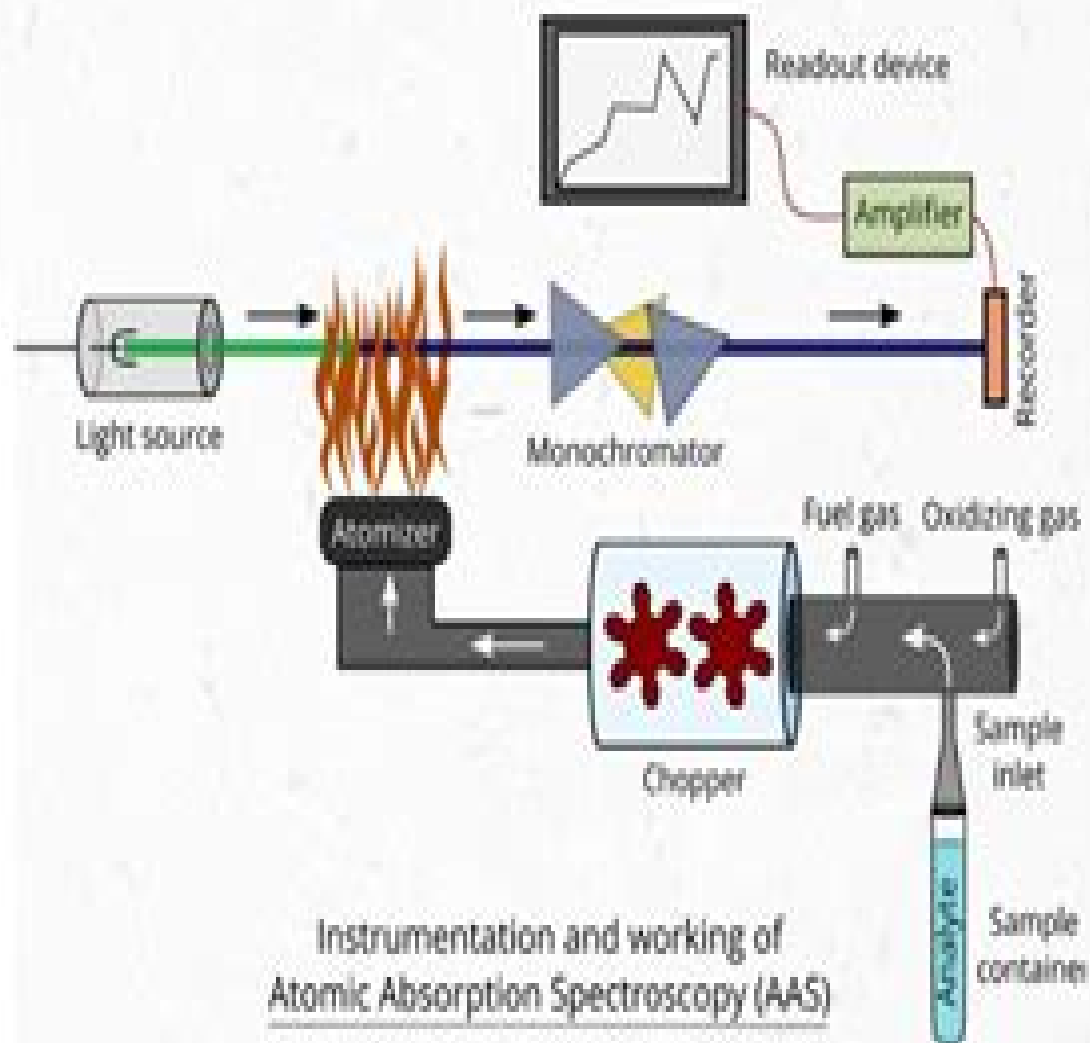 Readout device
Amplifier
Recorder
Light source
Monochromator
Atomizer
Fuel gas
Oxidizing gas
Chopper
Sample
inlet
Analyte
Sample
container
Instrumentation and working of
Atomic Absorption Spectroscopy (AAS)